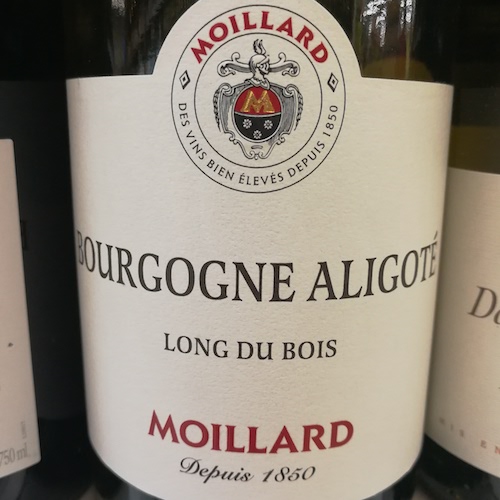 MOILLARD
M
DES VINS BIEN ÉLEVÉS DEPUIS 1850
BOURGOGNE ALIGOTÉ
LONG DU BOIS
MOILLARD
Depuis 1850
750 ml